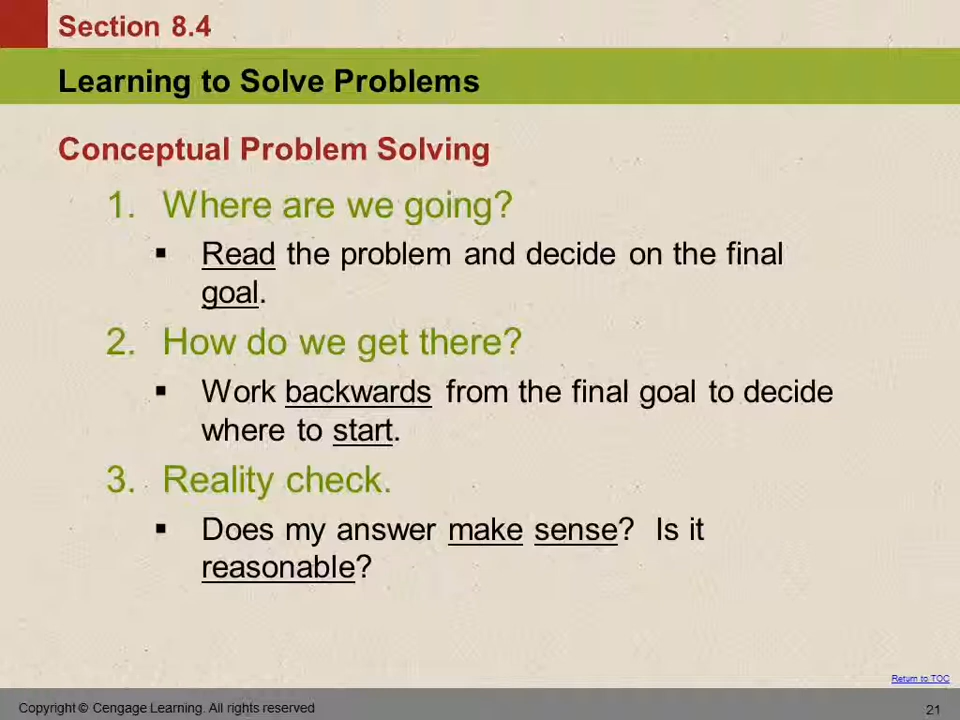 Section 8.4
Learning to Solve Problems
Conceptual Problem Solving
1. Where are we going?
▪ Read the problem and decide on the final
goal.
2. How do we get there?
▪ Work backwards from the final goal to decide
where to start.
3. Reality check.
▪ Does my answer make sense? Is it
reasonable?
Return to TOC
Copyright © Cengage Learning. All rights reserved
21